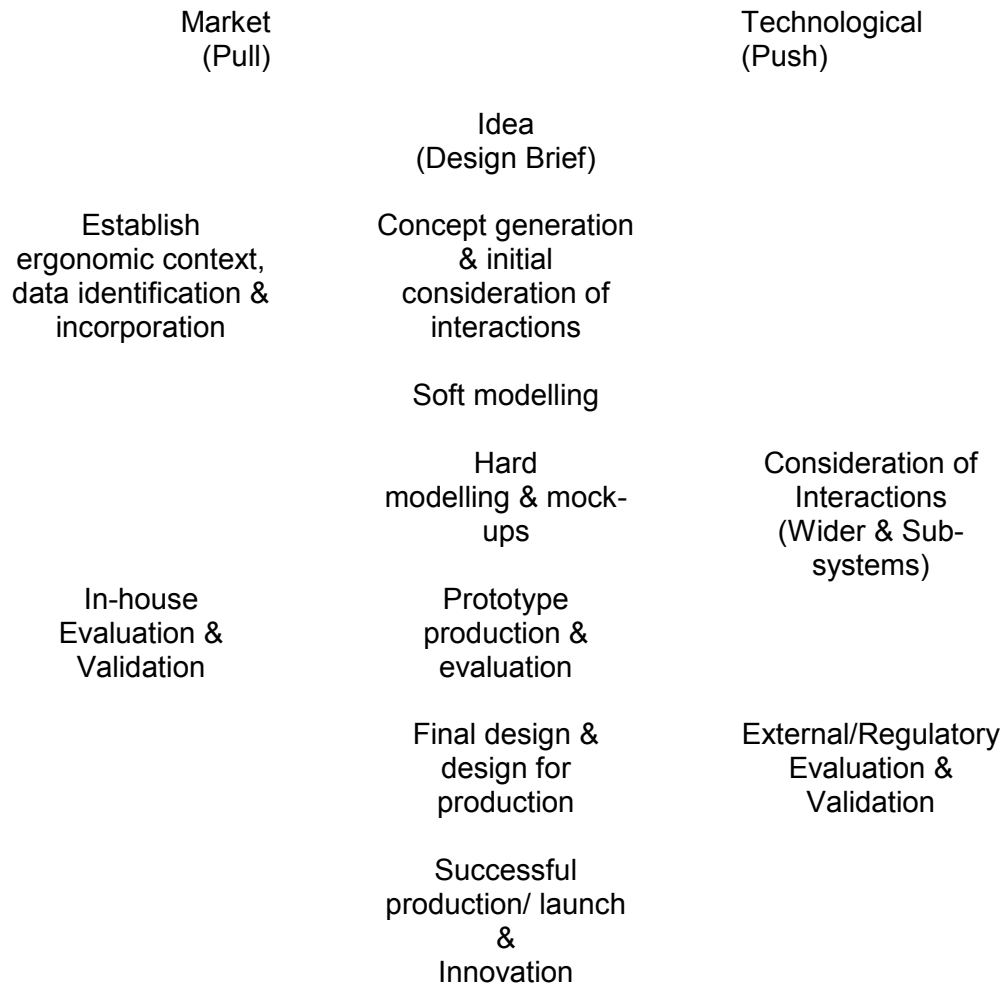 Market
(Pull)
Technological
(Push)
Idea
(Design Brief)
Establish
ergonomic context,
data identification &
incorporation
Concept generation
& initial
consideration of
interactions
Soft modelling
Hard
modelling & mock-
ups
Consideration of
Interactions
(Wider & Sub-
systems)
In-house
Evaluation &
Validation
Prototype
production &
evaluation
Final design &
design for
production
External/Regulatory
Evaluation &
Validation
Successful
production/ launch
&
Innovation